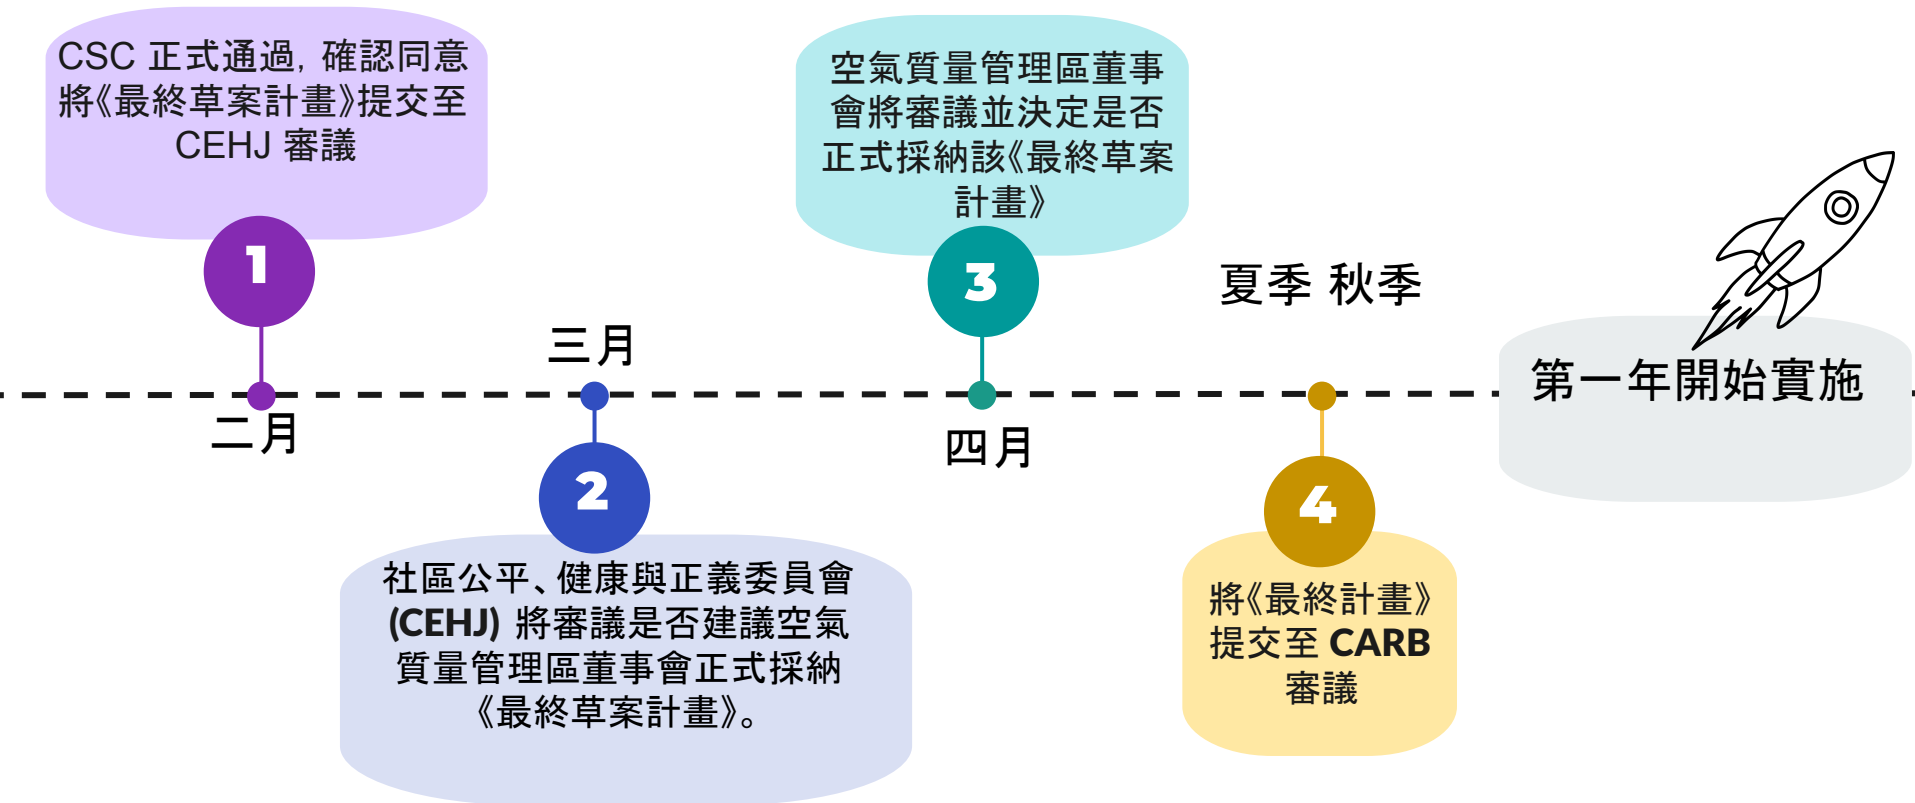 CSC 正式通過，確認同意
將《最終草案計畫》提交至
CEHJ 審議
1
二月
三月
2
社區公平、健康與正義委員會
(CEHJ) 將審議是否建議空氣
質量管理區董事會正式採納
《最終草案計畫》。
空氣質量管理區董事
會將審議並決定是否
正式採納該《最終草案
計畫》
3
四月
夏季 秋季
4
將《最終計畫》
提交至 CARB
審議
第一年開始實施